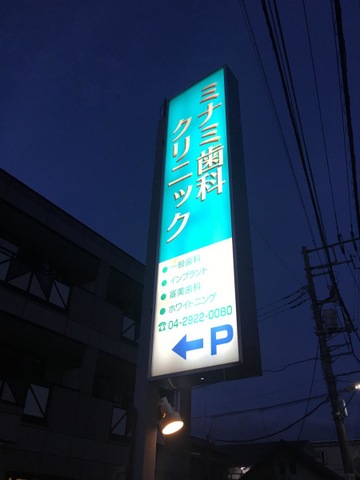 ミナミ歯科
クリニック
●一般歯科
●インプラント
●審美歯科
●ホワイトニング
☎04-2922-0080
←P